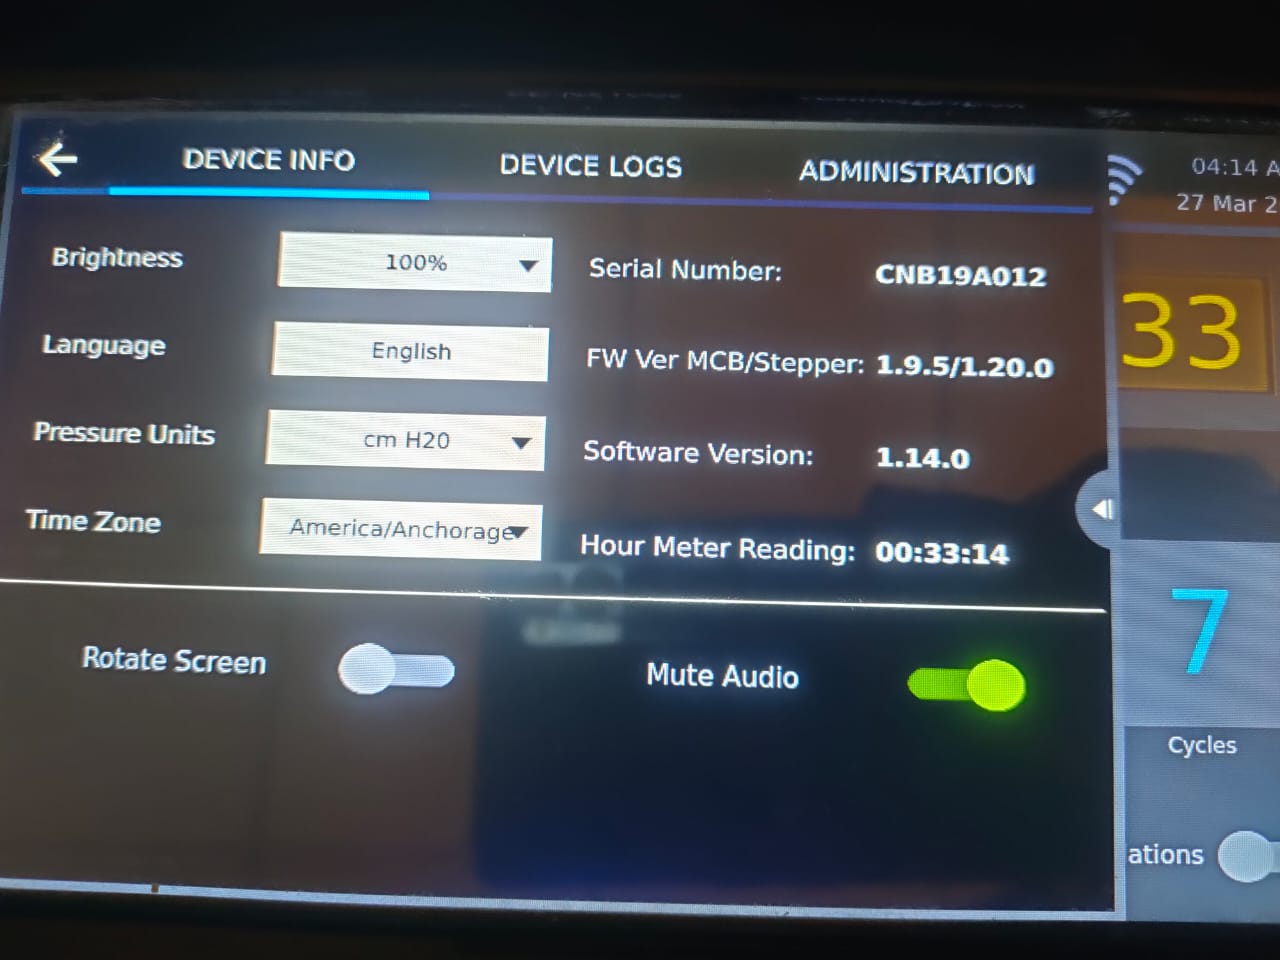 DEVICE INFO DEVICE LOGS ADMINISTRATION
04:14 A
27 Mar 2
Brightness 100% Serial Number: CNB19A012
33
Language English FW Ver MCB/Stepper: 1.9.5/1.20.0
Pressure Units cm H20 Software Version: 1.14.0
Time Zone America/Anchorage Hour Meter Reading: 00:33:14
7
Rotate Screen Mute Audio
Cycles
ations